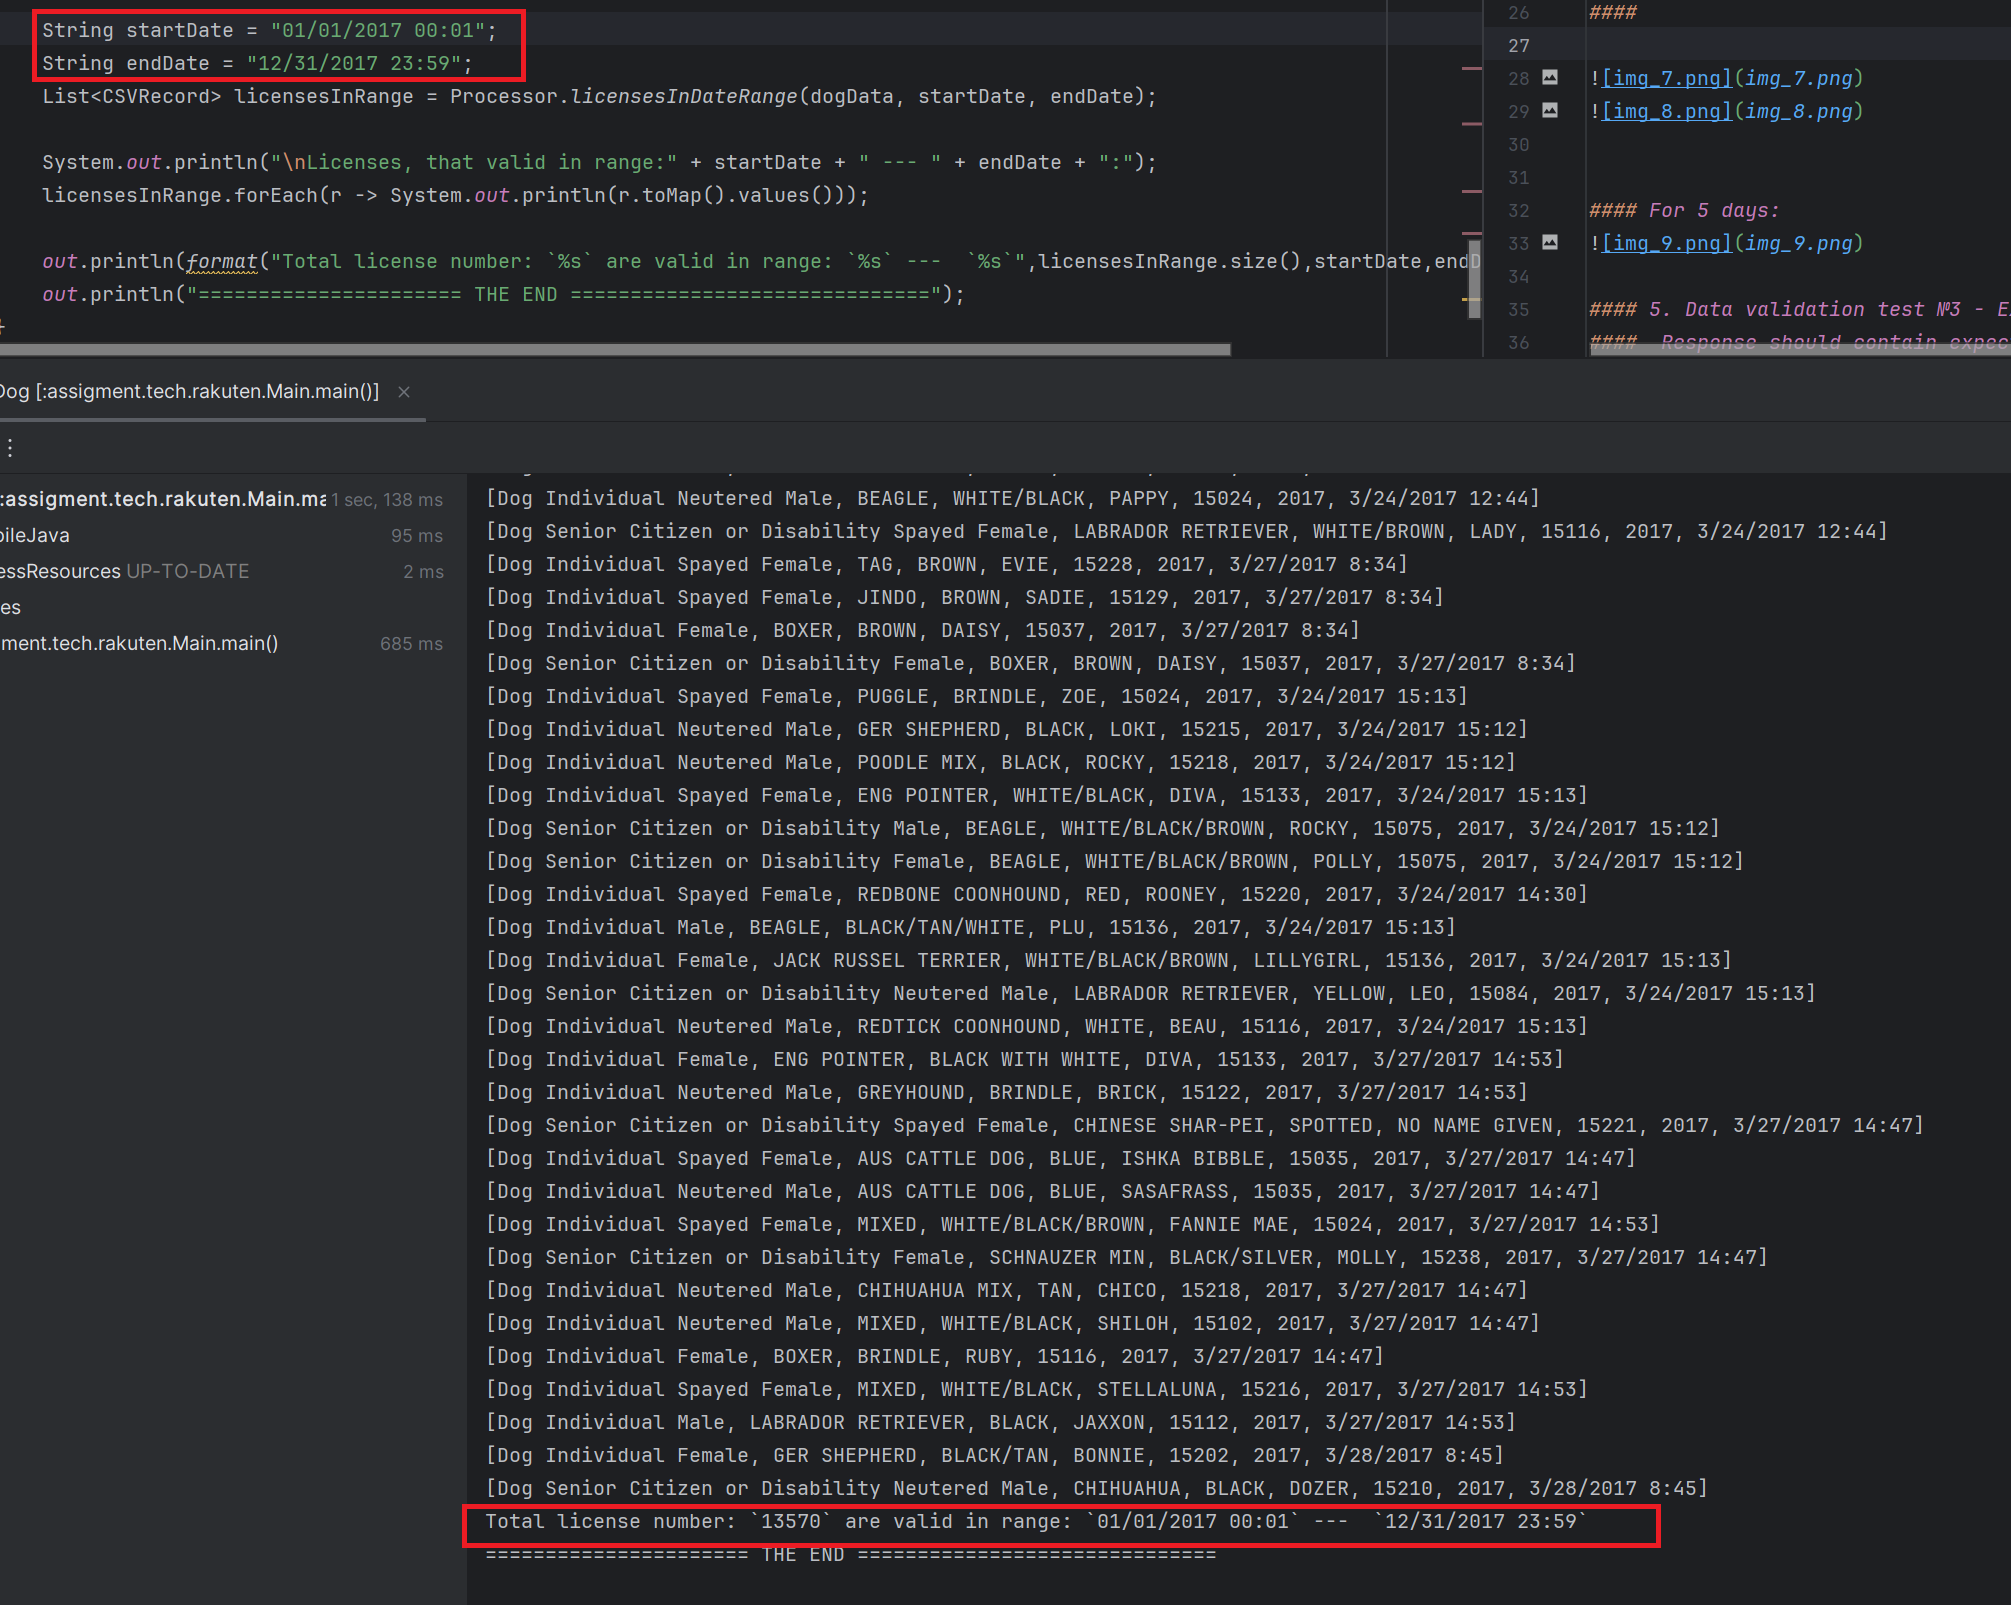 String startDate = "01/01/2017 00:01";
String endDate = "12/31/2017 23:59";
List<CSVRecord> licensesInRange = Processor.licensesInDateRange(dogData, startDate, endDate);
System.out.println("\nLicenses, that valid in range:" + startDate + " --- " + endDate + ":");
licensesInRange.forEach(r -> System.out.println(r.toMap().values()));
out.println(format("Total license number: `%s` are valid in range: `%s` ---  `%s`",licensesInRange.size(),startDate,endD
out.println("====================== THE END ==============================");
}
26 ####
27
28 ![img_7.png](img_7.png)
29 ![img_8.png](img_8.png)
30
31
32 #### For 5 days:
33 ![img_9.png](img_9.png)
34
35 #### 5. Data validation test №3 - E
36 #### Response should contain expec
Dog [:assigment.tech.rakuten.Main.main()] ×
:assigment.tech.rakuten.Main.ma 1 sec, 138 ms
pileJava 95 ms
essResources UP-TO-DATE 2 ms
es
ment.tech.rakuten.Main.main() 685 ms
[Dog Individual Neutered Male, BEAGLE, WHITE/BLACK, PAPPY, 15024, 2017, 3/24/2017 12:44]
[Dog Senior Citizen or Disability Spayed Female, LABRADOR RETRIEVER, WHITE/BROWN, LADY, 15116, 2017, 3/24/2017 12:44]
[Dog Individual Spayed Female, TAG, BROWN, EVIE, 15228, 2017, 3/27/2017 8:34]
[Dog Individual Spayed Female, JINDO, BROWN, SADIE, 15129, 2017, 3/27/2017 8:34]
[Dog Individual Female, BOXER, BROWN, DAISY, 15037, 2017, 3/27/2017 8:34]
[Dog Senior Citizen or Disability Female, BOXER, BROWN, DAISY, 15037, 2017, 3/27/2017 8:34]
[Dog Individual Spayed Female, PUGGLE, BRINDLE, ZOE, 15024, 2017, 3/24/2017 15:13]
[Dog Individual Neutered Male, GER SHEPHERD, BLACK, LOKI, 15215, 2017, 3/24/2017 15:12]
[Dog Individual Neutered Male, POODLE MIX, BLACK, ROCKY, 15218, 2017, 3/24/2017 15:12]
[Dog Individual Spayed Female, ENG POINTER, WHITE/BLACK, DIVA, 15133, 2017, 3/24/2017 15:13]
[Dog Senior Citizen or Disability Male, BEAGLE, WHITE/BLACK/BROWN, ROCKY, 15075, 2017, 3/24/2017 15:12]
[Dog Senior Citizen or Disability Female, BEAGLE, WHITE/BLACK/BROWN, POLLY, 15075, 2017, 3/24/2017 15:12]
[Dog Individual Spayed Female, REDBONE COONHOUND, RED, ROONEY, 15220, 2017, 3/24/2017 14:30]
[Dog Individual Male, BEAGLE, BLACK/TAN/WHITE, PLU, 15136, 2017, 3/24/2017 15:13]
[Dog Individual Female, JACK RUSSEL TERRIER, WHITE/BLACK/BROWN, LILLYGIRL, 15136, 2017, 3/24/2017 15:13]
[Dog Senior Citizen or Disability Neutered Male, LABRADOR RETRIEVER, YELLOW, LEO, 15084, 2017, 3/24/2017 15:13]
[Dog Individual Neutered Male, REDTICK COONHOUND, WHITE, BEAU, 15116, 2017, 3/24/2017 15:13]
[Dog Individual Female, ENG POINTER, BLACK WITH WHITE, DIVA, 15133, 2017, 3/27/2017 14:53]
[Dog Individual Neutered Male, GREYHOUND, BRINDLE, BRICK, 15122, 2017, 3/27/2017 14:53]
[Dog Senior Citizen or Disability Spayed Female, CHINESE SHAR-PEI, SPOTTED, NO NAME GIVEN, 15221, 2017, 3/27/2017 14:47]
[Dog Individual Spayed Female, AUS CATTLE DOG, BLUE, ISHKA BIBBLE, 15035, 2017, 3/27/2017 14:47]
[Dog Individual Neutered Male, AUS CATTLE DOG, BLUE, SASAFRASS, 15035, 2017, 3/27/2017 14:47]
[Dog Individual Spayed Female, MIXED, WHITE/BLACK/BROWN, FANNIE MAE, 15024, 2017, 3/27/2017 14:53]
[Dog Senior Citizen or Disability Female, SCHNAUZER MIN, BLACK/SILVER, MOLLY, 15238, 2017, 3/27/2017 14:47]
[Dog Individual Neutered Male, CHIHUAHUA MIX, TAN, CHICO, 15218, 2017, 3/27/2017 14:47]
[Dog Individual Neutered Male, MIXED, WHITE/BLACK, SHILOH, 15102, 2017, 3/27/2017 14:47]
[Dog Individual Female, BOXER, BRINDLE, RUBY, 15116, 2017, 3/27/2017 14:47]
[Dog Individual Spayed Female, MIXED, WHITE/BLACK, STELLALUNA, 15216, 2017, 3/27/2017 14:53]
[Dog Individual Male, LABRADOR RETRIEVER, BLACK, JAXXON, 15112, 2017, 3/27/2017 14:53]
[Dog Individual Female, GER SHEPHERD, BLACK/TAN, BONNIE, 15202, 2017, 3/28/2017 8:45]
[Dog Senior Citizen or Disability Neutered Male, CHIHUAHUA, BLACK, DOZER, 15210, 2017, 3/28/2017 8:45]
Total license number: `13570` are valid in range: `01/01/2017 00:01` ---  `12/31/2017 23:59`
====================== THE END ==============================